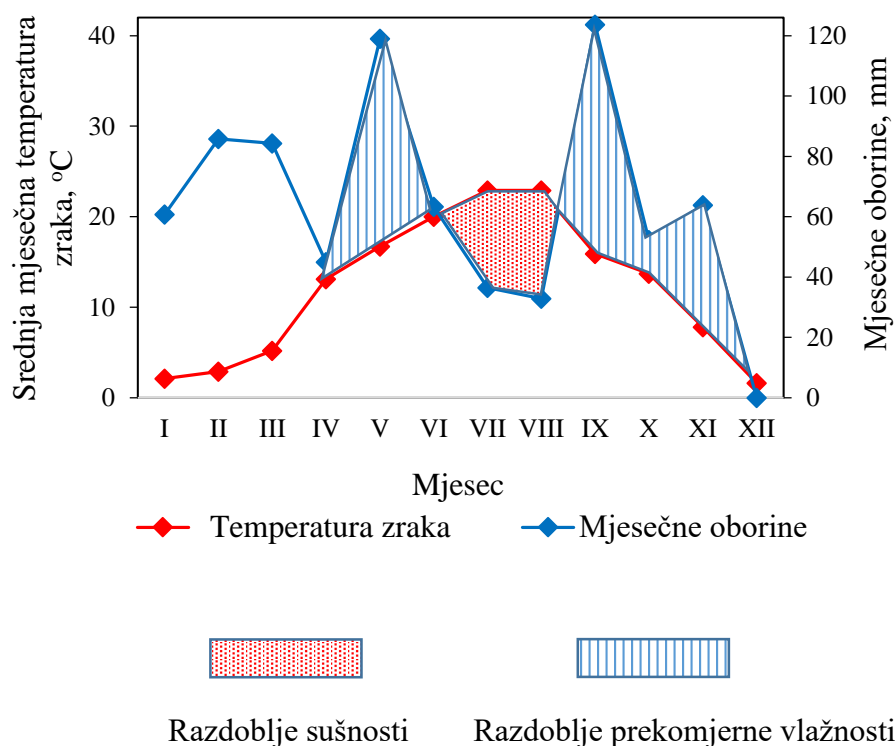 Srednja mjesečna temperatura
zraka, °C
40
30
20
10
0
120
100
80
60
40
20
0
Mjesečne oborine, mm
I II III IV V VI VII VIII IX X XI XII
Mjesec
Temperatura zraka Mjesečne oborine
Razdoblje sušnosti Razdoblje prekomjerne vlažnosti